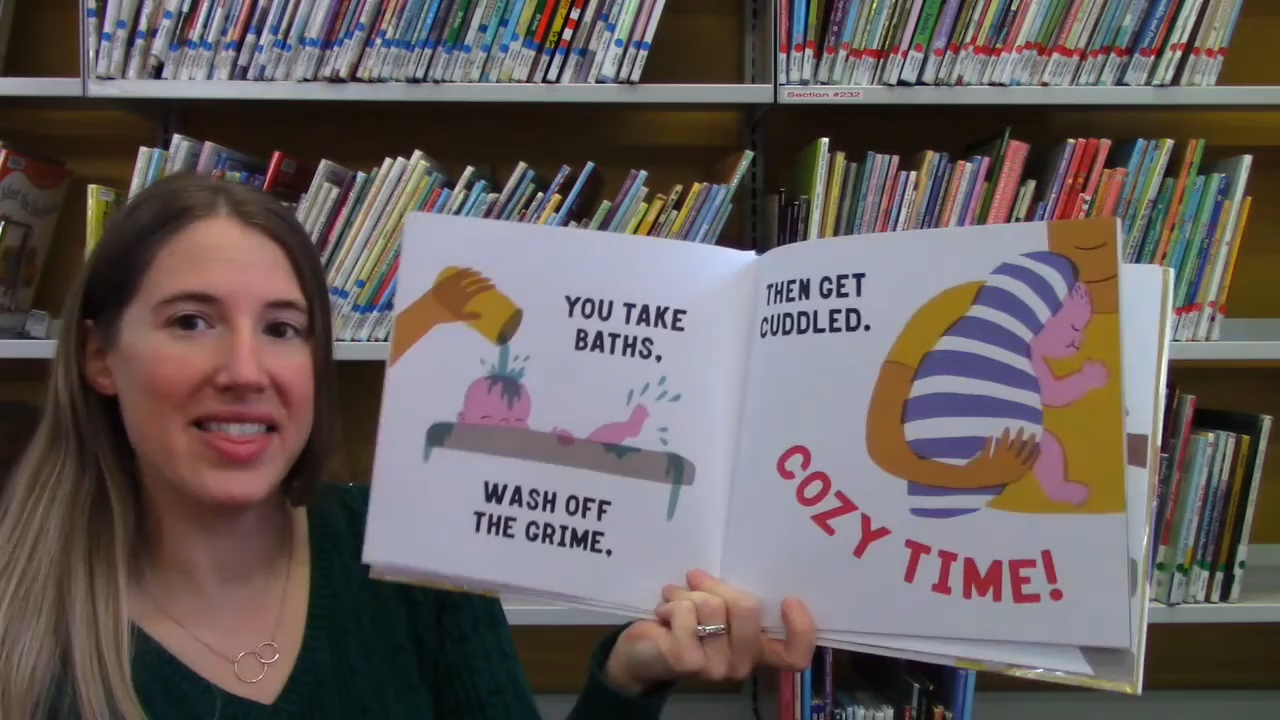 Section #232
YOU TAKE
BATHS,
WASH OFF
THE GRIME,
THEN GET
CUDDLED.
COZY TIME!